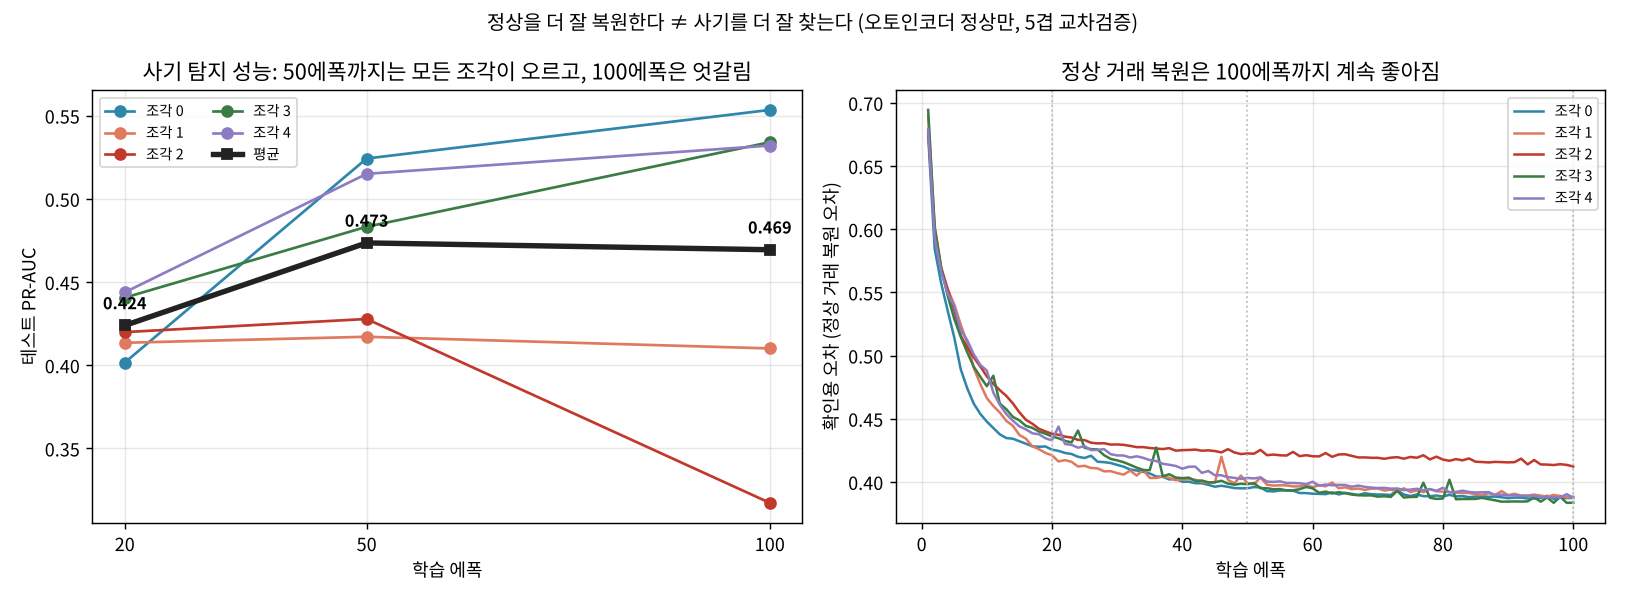 정상을 더 잘 복원한다 ≠ 사기를 더 잘 찾는다 (오토인코더 정상만, 5겹 교차검증)
사기 탐지 성능: 50에폭까지는 모든 조각이 오르고, 100에폭은 엇갈림
테스트 PR-AUC
0.55
0.50
0.45
0.40
0.35
조각 0
조각 1
조각 2
조각 3
조각 4
평균
0.424
0.473
0.469
20
50
100
학습 에폭
정상 거래 복원은 100에폭까지 계속 좋아짐
확인용 오차 (정상 거래 복원 오차)
0.70
0.65
0.60
0.55
0.50
0.45
0.40
조각 0
조각 1
조각 2
조각 3
조각 4
0
20
40
60
80
100
학습 에폭